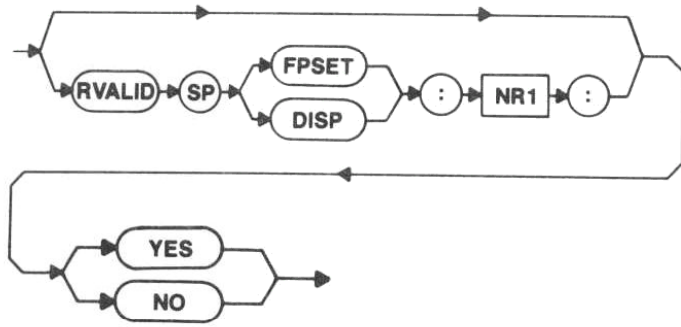 FPSET
RVALID SP : NR1 :
DISP
YES
NO